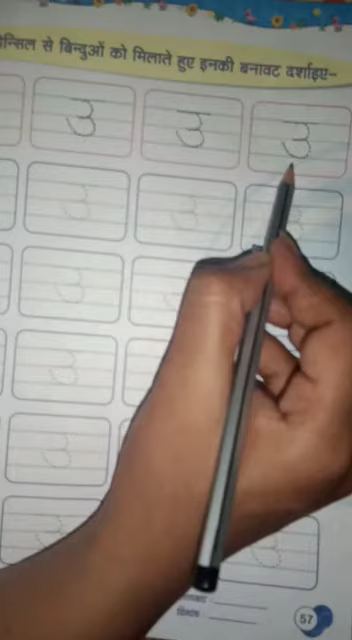 पेन्सिल से बिन्दुओं को मिलाते हुए इनकी बनावट दर्शाइए–
उ उ उ
उ उ
उ
उ
उ
उ उ
दिनांक
57